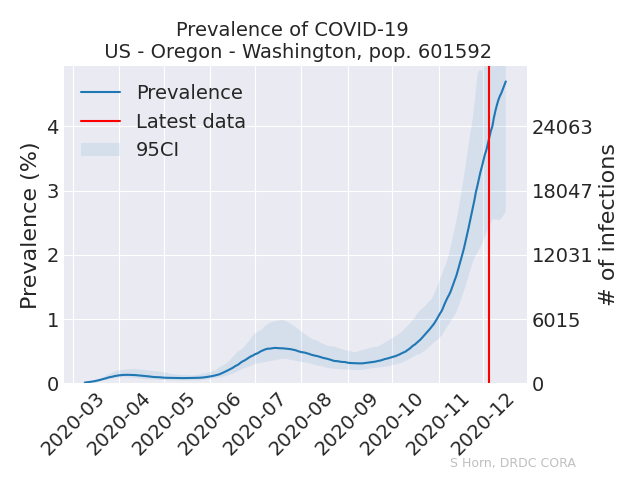 Prevalence of COVID-19
US - Oregon - Washington, pop. 601592
Prevalence
Latest data
95CI
Prevalence (%)
4
3
2
1
0
24063
18047
12031
6015
0
# of infections
2020-03
2020-04
2020-05
2020-06
2020-07
2020-08
2020-09
2020-10
2020-11
2020-12
S Horn, DRDC CORA